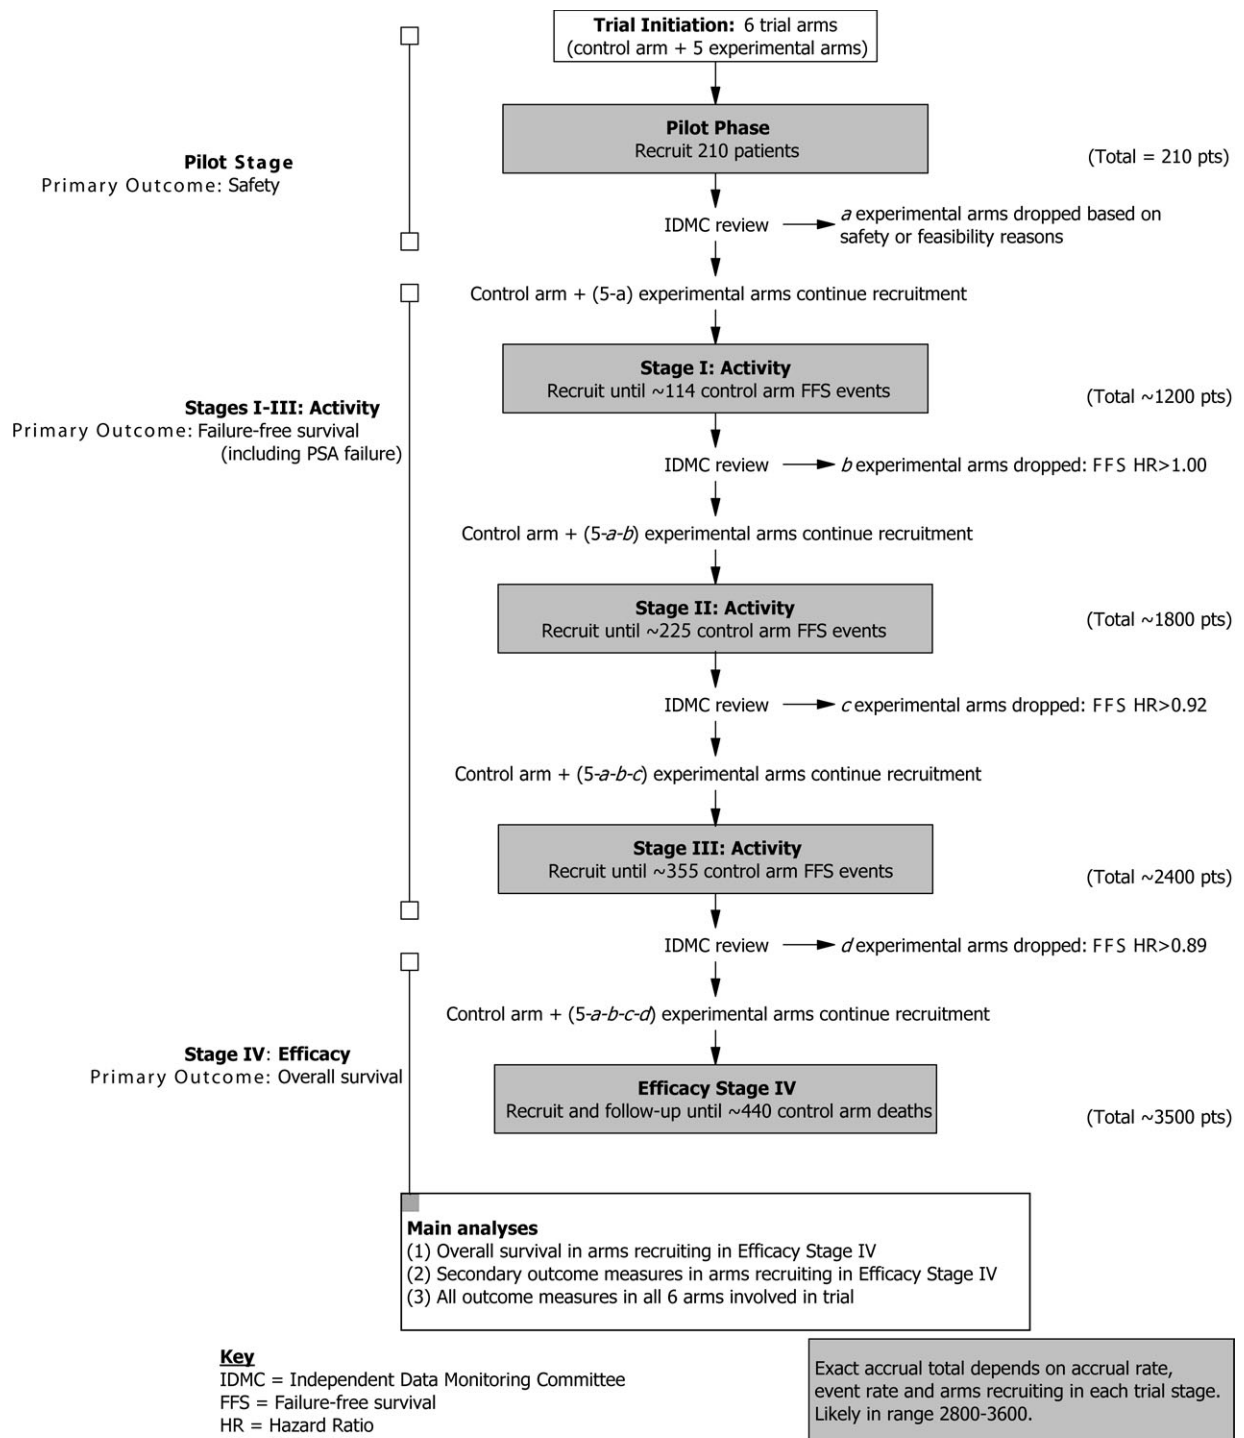 Trial Initiation: 6 trial arms
(control arm + 5 experimental arms)
Pilot Phase
Recruit 210 patients
(Total = 210 pts)
Pilot Stage
Primary Outcome: Safety
IDMC review
a experimental arms dropped based on
safety or feasibility reasons
Control arm + (5-a) experimental arms continue recruitment
Stage I: Activity
Recruit until ~114 control arm FFS events
(Total ~1200 pts)
Stages I-III: Activity
Primary Outcome: Failure-free survival
(including PSA failure)
IDMC review
b experimental arms dropped: FFS HR>1.00
Control arm + (5-a-b) experimental arms continue recruitment
Stage II: Activity
Recruit until ~225 control arm FFS events
(Total ~1800 pts)
IDMC review
c experimental arms dropped: FFS HR>0.92
Control arm + (5-a-b-c) experimental arms continue recruitment
Stage III: Activity
Recruit until ~355 control arm FFS events
(Total ~2400 pts)
IDMC review
d experimental arms dropped: FFS HR>0.89
Control arm + (5-a-b-c-d) experimental arms continue recruitment
Stage IV: Efficacy
Primary Outcome: Overall survival
Efficacy Stage IV
Recruit and follow-up until ~440 control arm deaths
(Total ~3500 pts)
Main analyses
(1) Overall survival in arms recruiting in Efficacy Stage IV
(2) Secondary outcome measures in arms recruiting in Efficacy Stage IV
(3) All outcome measures in all 6 arms involved in trial
Key
IDMC = Independent Data Monitoring Committee
FFS = Failure-free survival
HR = Hazard Ratio
Exact accrual total depends on accrual rate,
event rate and arms recruiting in each trial stage.
Likely in range 2800-3600.